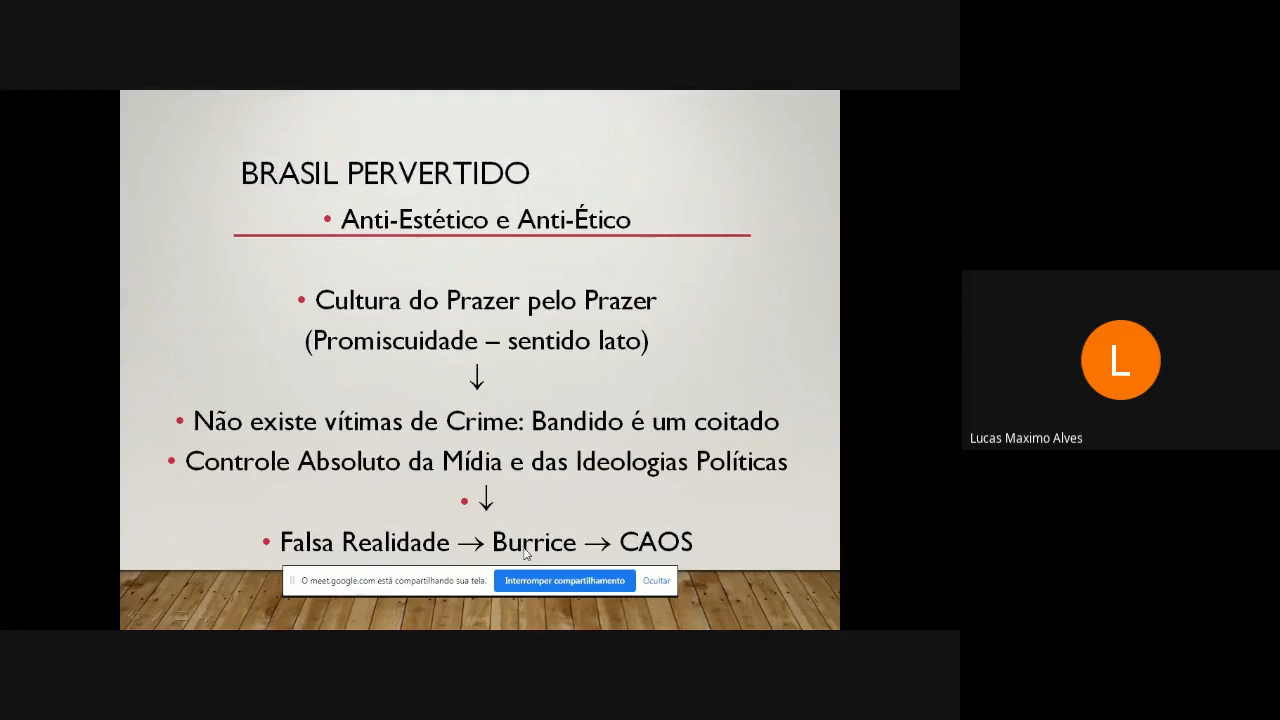 BRASIL PERVERTIDO
• Anti-Estético e Anti-Ético
• Cultura do Prazer pelo Prazer
(Promiscuidade – sentido lato)
↓
• Não existe vítimas de Crime: Bandido é um coitado
• Controle Absoluto da Mídia e das Ideologias Políticas
• ↓
• Falsa Realidade → Burrice → CAOS
O meet.google.com está compartilhando sua tela. Interromper compartilhamento Ocultar
L
Lucas Maximo Alves